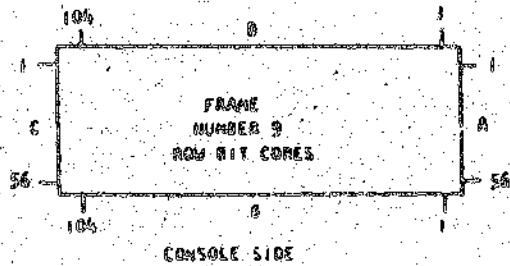 104 D 1
1 1
C FRAME A
NUMBER 9
ROW BIT CORES
56 56
104 B 1
CONSOLE SIDE